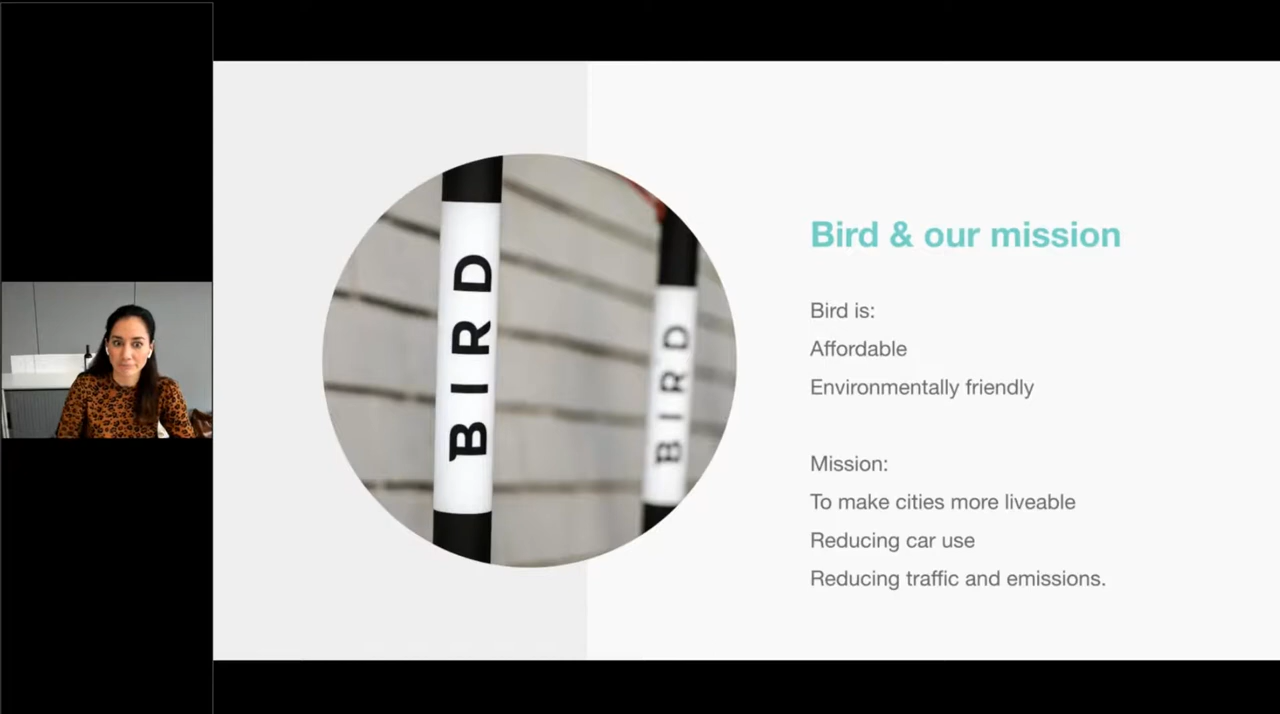 BIRD
BIRD
Bird & our mission
Bird is:
Affordable
Environmentally friendly
Mission:
To make cities more liveable
Reducing car use
Reducing traffic and emissions.